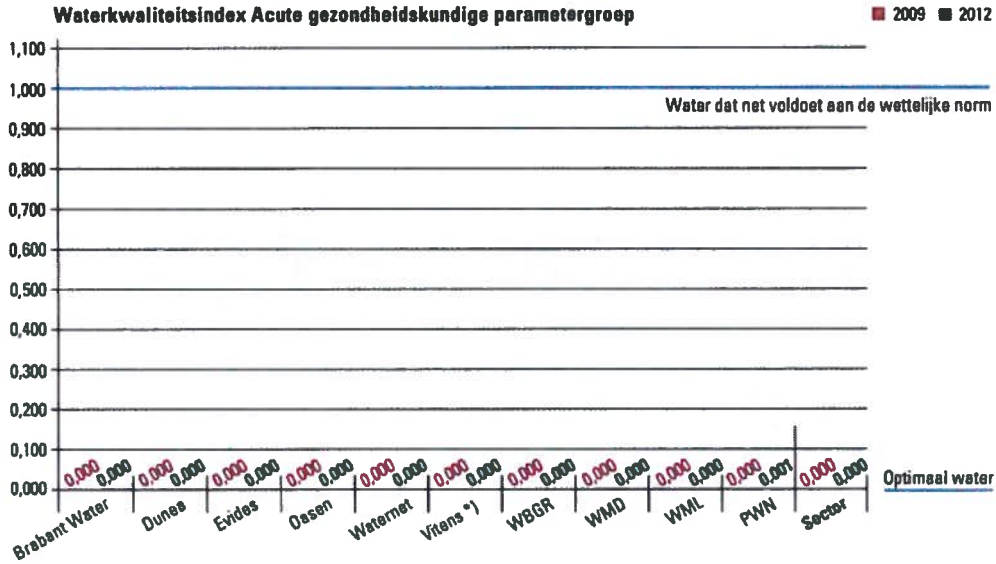 Waterkwaliteitsindex Acute gezondheidskundige parametergroep
2009 2012
1,100
1,000
Water dat net voldoet aan de wettelijke norm
0,900
0,800
0,700
0,600
0,500
0,400
0,300
0,200
0,100
0,000
0,000 0,000 0,000 0,000 0,000 0,000 0,000 0,000 0,000 0,000 0,000 0,000 0,000 0,000 0,000 0,000 0,000 0,000 0,000 0,001 0,000 0,000
Optimaal water
Brabant Water Dunea Evides Oasen Waternet Vitens *) WBGR WMD WML PWN Sector